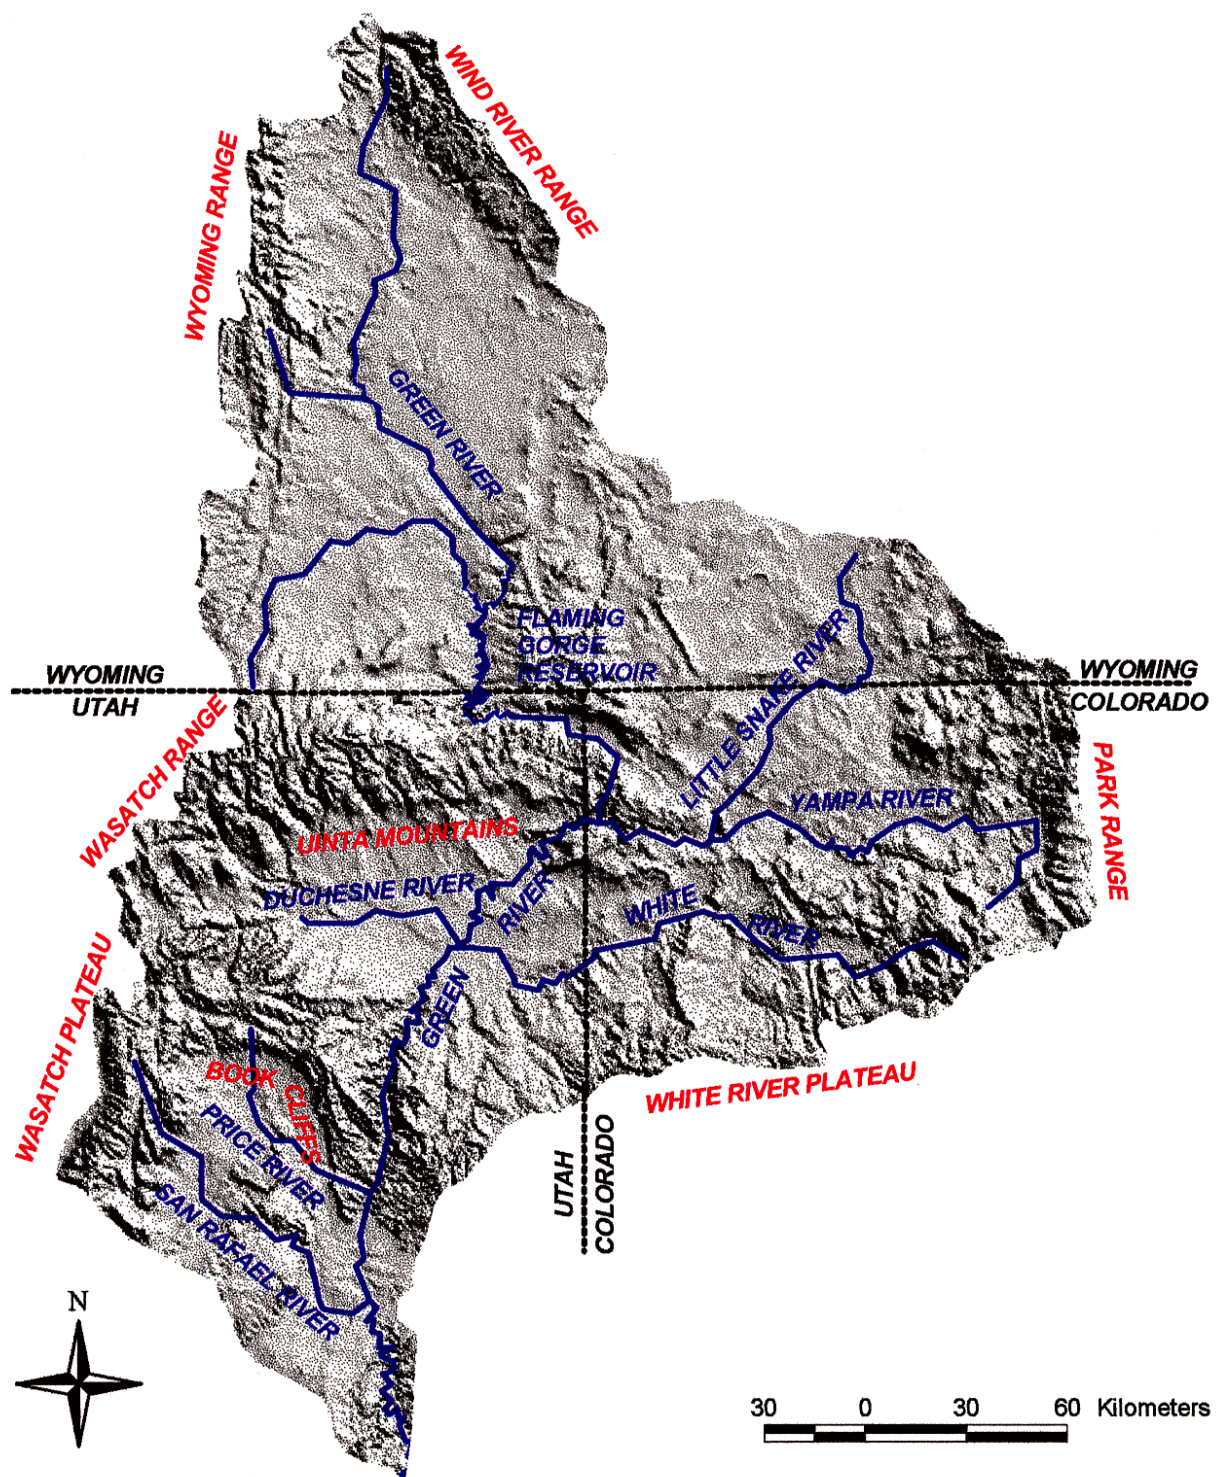 WIND RIVER RANGE
WYOMING RANGE
GREEN RIVER
FLAMING
GORGE
RESERVOIR
LITTLE SNAKE RIVER
WYOMING
UTAH
WYOMING
COLORADO
WASATCH RANGE
PARK RANGE
YAMPA RIVER
UINTA MOUNTAINS
DUCHESNE RIVER
GREEN RIVER
WHITE RIVER
WASATCH PLATEAU
BOOK CLIFFS
WHITE RIVER PLATEAU
PRICE RIVER
UTAH
COLORADO
SAN RAFAEL RIVER
N
30 0 30 60 Kilometers